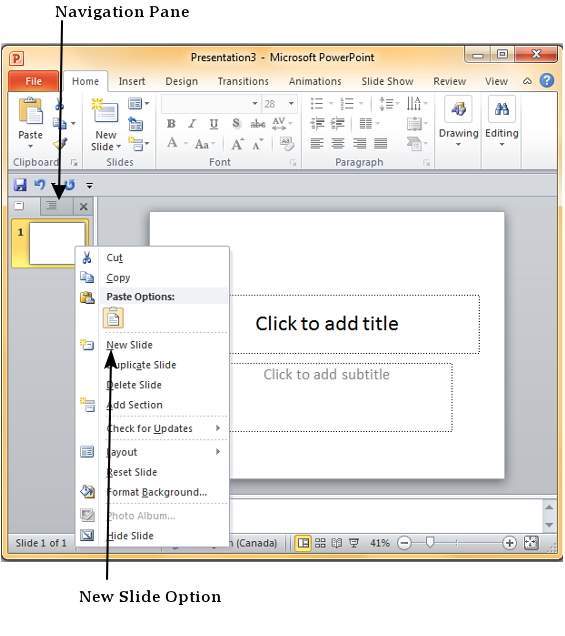 Navigation Pane
Presentation3 - Microsoft PowerPoint
File Home Insert Design Transitions Animations Slide Show Review View
Paste New Slide 28 Drawing Editing
B I U S abc AV
A Aa A A
Clipboard Slides Font Paragraph
1
Cut
Copy
Paste Options:
New Slide
Duplicate Slide
Delete Slide
Add Section
Check for Updates
Layout
Reset Slide
Format Background...
Photo Album...
Hide Slide
Click to add title
Click to add subtitle
Slide 1 of 1 (Canada) 41%
New Slide Option